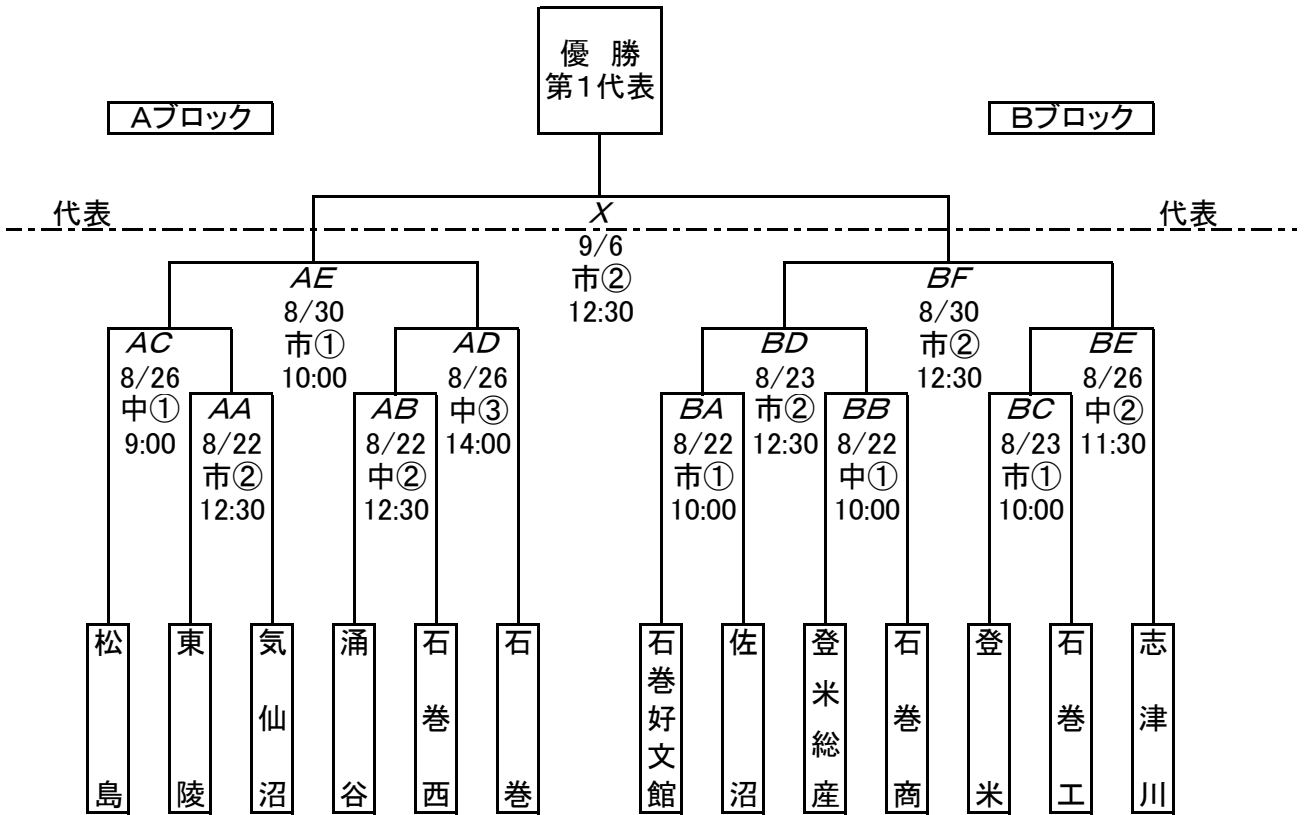 優 勝
第１代表
Aブロック
Bブロック
代表
代表
X
9/6
市②
12:30
AE
8/30
市①
10:00
BF
8/30
市②
12:30
AC
8/26
中①
9:00
AD
8/26
中③
14:00
BD
8/23
市②
12:30
BE
8/26
中②
11:30
AA
8/22
市②
12:30
AB
8/22
中②
12:30
BA
8/22
市①
10:00
BB
8/22
中①
10:00
BC
8/23
市①
10:00
松島
東陵
気仙沼
涌谷
石巻西
石巻
石巻好文館
佐沼
登米総産
石巻商
登米
石巻工
志津川